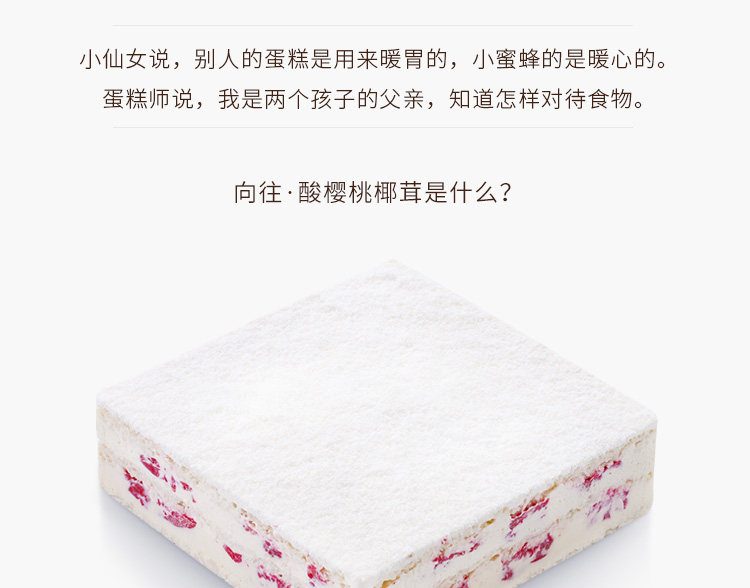 小仙女说，别人的蛋糕是用来暖胃的，小蜜蜂的是暖心的。
蛋糕师说，我是两个孩子的父亲，知道怎样对待食物。
向往·酸樱桃椰茸是什么？